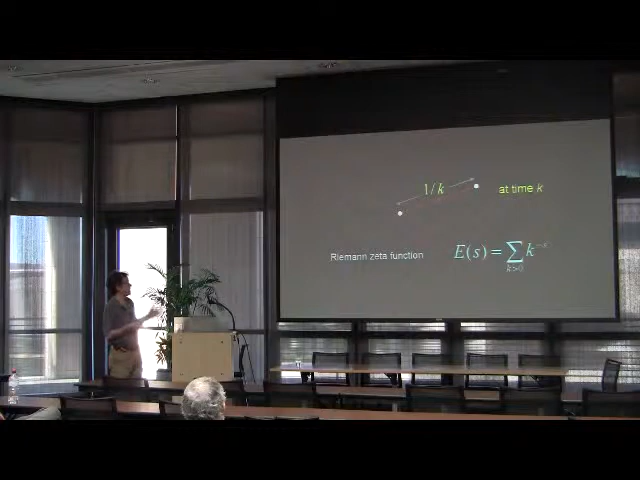 1/k
at time k
Riemann zeta function
E(s) = ∑ k>0 k^-s